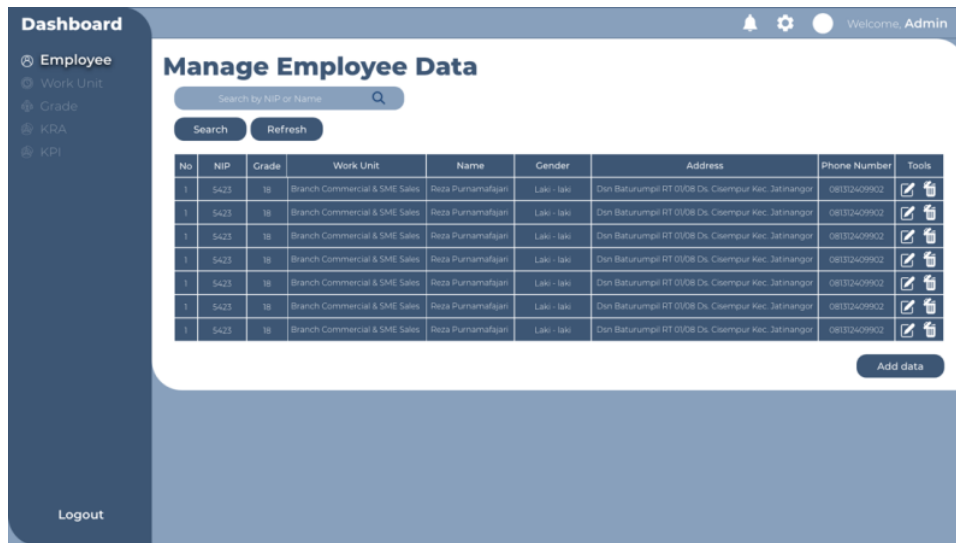 Dashboard
Welcome, Admin
Employee
Work Unit
Grade
KRA
KPI
Logout
Manage Employee Data
Search by NIP or Name
Search Refresh
No NIP Grade Work Unit Name Gender Address Phone Number Tools
1 5423 18 Branch Commercial & SME Sales Reza Purnamafajari Laki - laki Dsn Baturumpil RT 01/08 Ds. Cisempur Kec. Jatinangor 081312409902
1 5423 18 Branch Commercial & SME Sales Reza Purnamafajari Laki - laki Dsn Baturumpil RT 01/08 Ds. Cisempur Kec. Jatinangor 081312409902
1 5423 18 Branch Commercial & SME Sales Reza Purnamafajari Laki - laki Dsn Baturumpil RT 01/08 Ds. Cisempur Kec. Jatinangor 081312409902
1 5423 18 Branch Commercial & SME Sales Reza Purnamafajari Laki - laki Dsn Baturumpil RT 01/08 Ds. Cisempur Kec. Jatinangor 081312409902
1 5423 18 Branch Commercial & SME Sales Reza Purnamafajari Laki - laki Dsn Baturumpil RT 01/08 Ds. Cisempur Kec. Jatinangor 081312409902
1 5423 18 Branch Commercial & SME Sales Reza Purnamafajari Laki - laki Dsn Baturumpil RT 01/08 Ds. Cisempur Kec. Jatinangor 081312409902
1 5423 18 Branch Commercial & SME Sales Reza Purnamafajari Laki - laki Dsn Baturumpil RT 01/08 Ds. Cisempur Kec. Jatinangor 081312409902
Add data